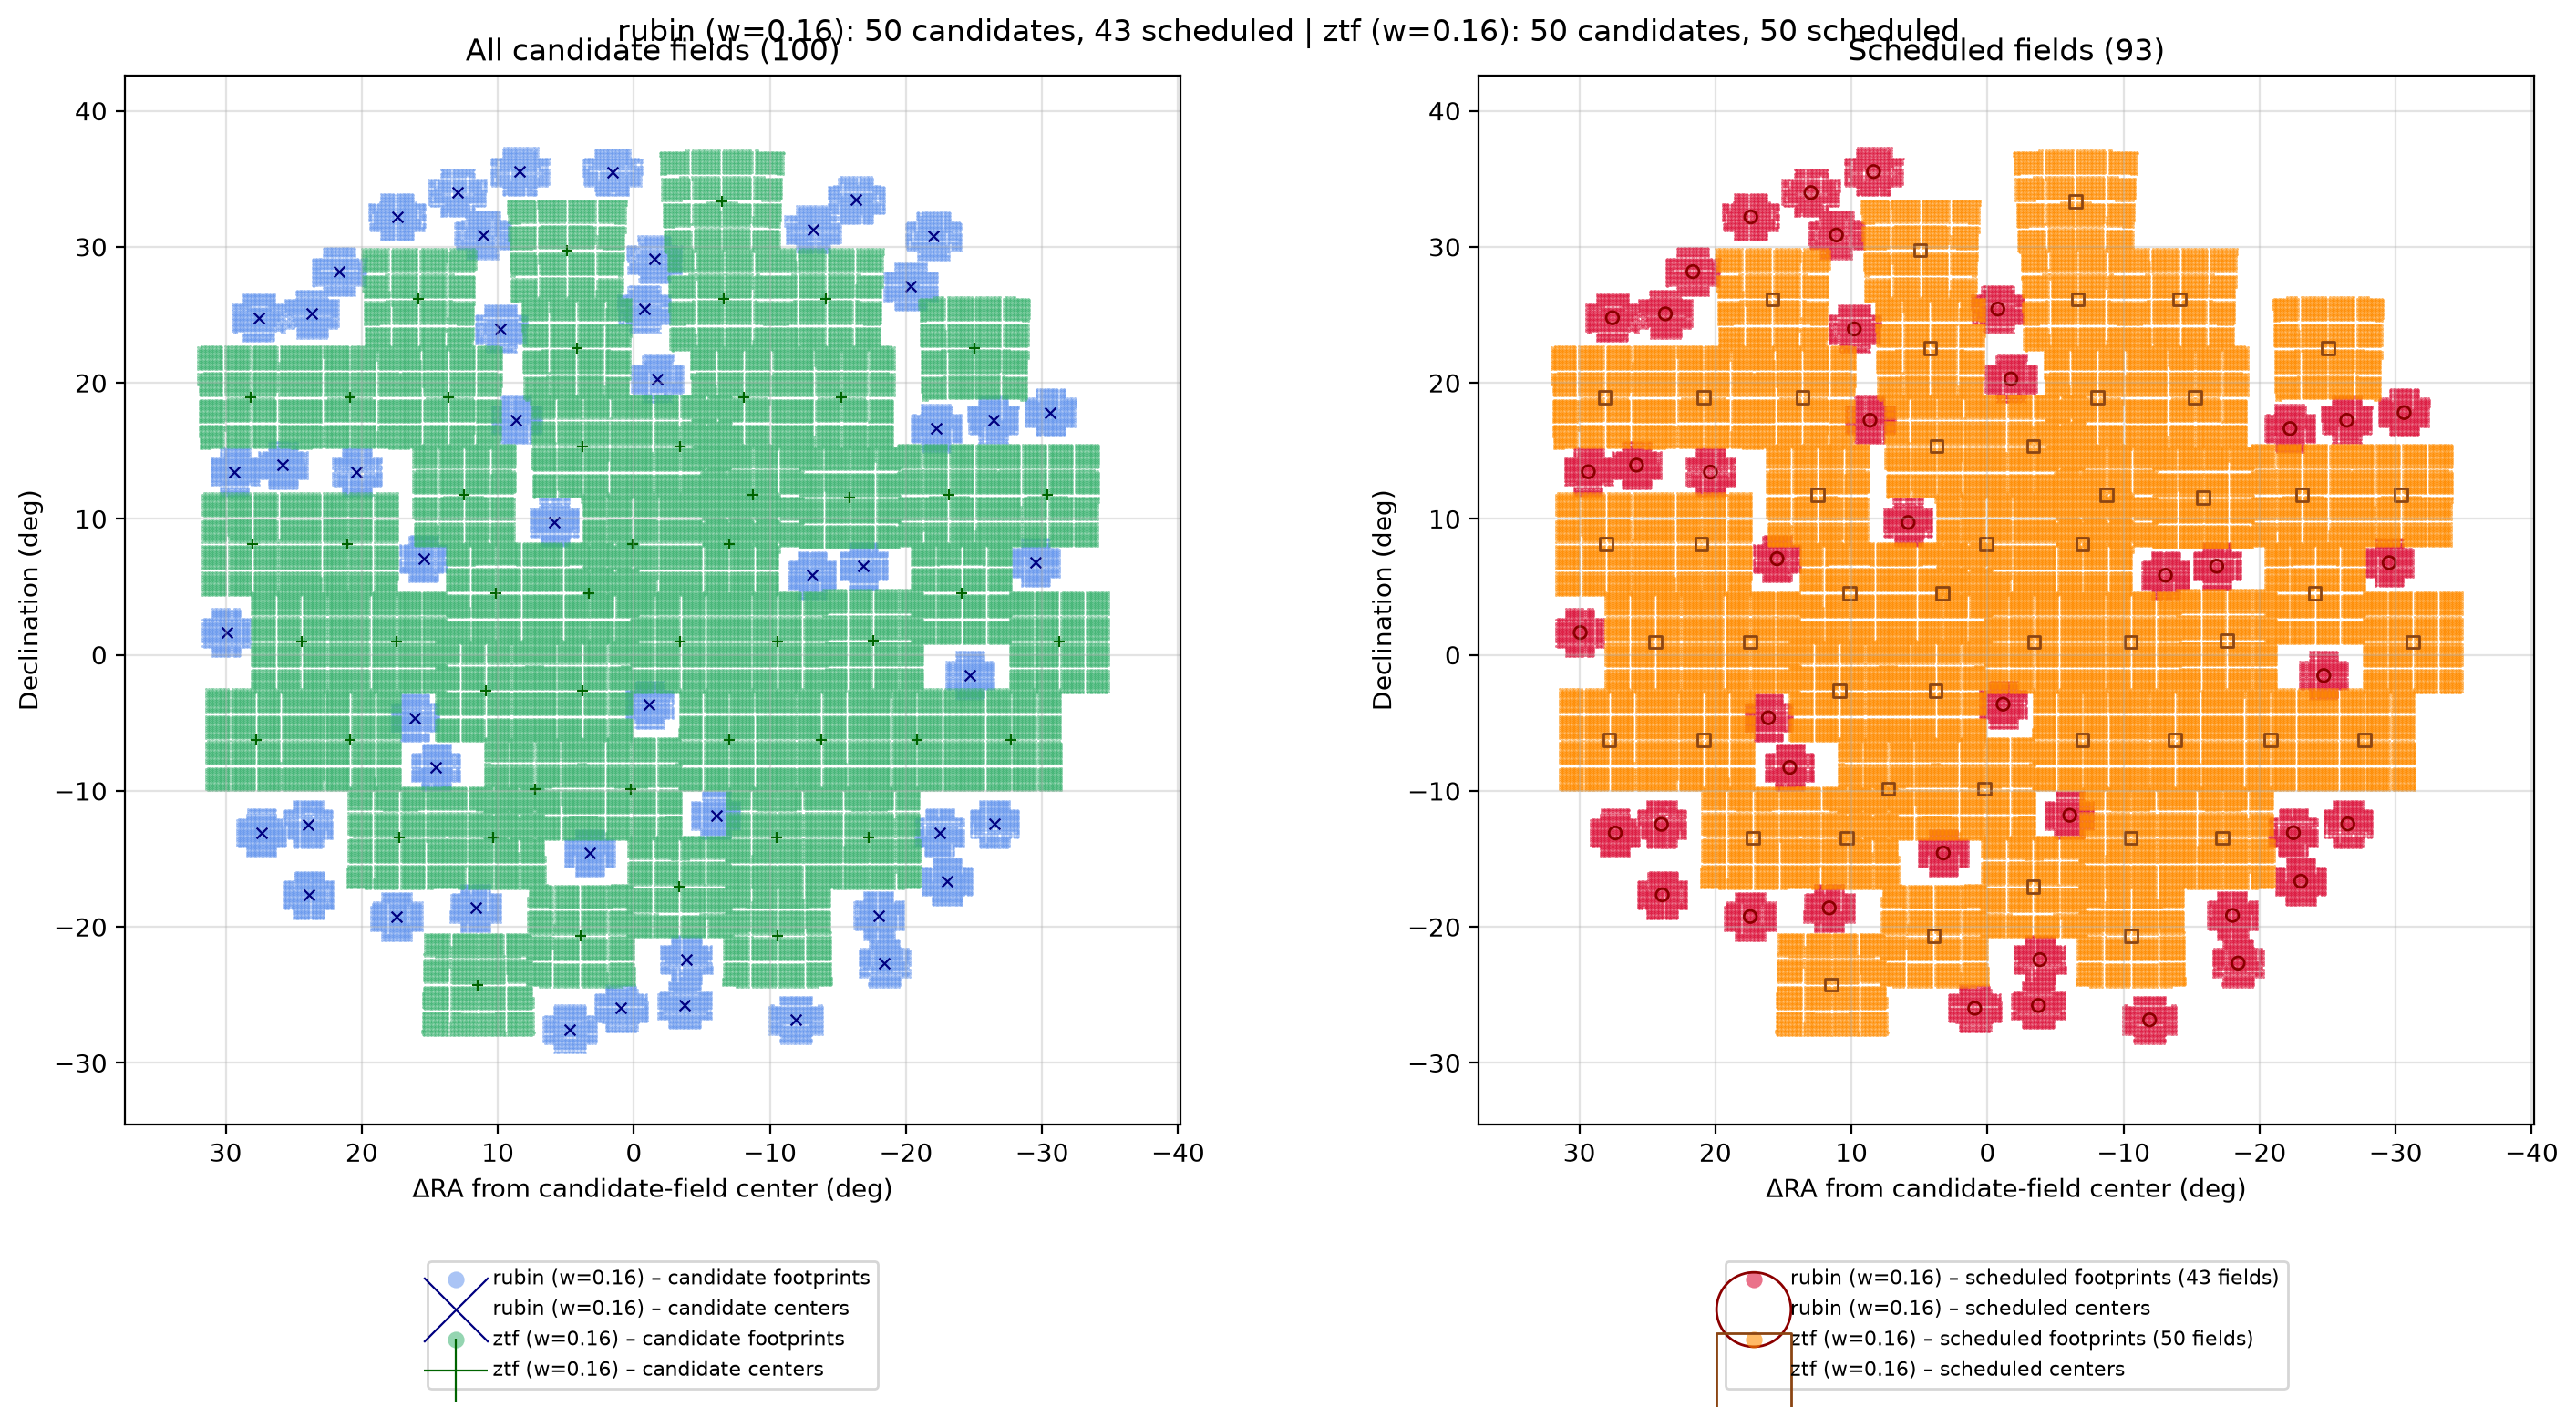 rubin (w=0.16): 50 candidates, 43 scheduled | ztf (w=0.16): 50 candidates, 50 scheduled
All candidate fields (100)
Scheduled fields (93)
Declination (deg)
40
30
20
10
0
−10
−20
−30
30
20
10
0
−10
−20
−30
−40
ΔRA from candidate-field center (deg)
rubin (w=0.16) – candidate footprints
rubin (w=0.16) – candidate centers
ztf (w=0.16) – candidate footprints
ztf (w=0.16) – candidate centers
Declination (deg)
40
30
20
10
0
−10
−20
−30
30
20
10
0
−10
−20
−30
−40
ΔRA from candidate-field center (deg)
rubin (w=0.16) – scheduled footprints (43 fields)
rubin (w=0.16) – scheduled centers
ztf (w=0.16) – scheduled footprints (50 fields)
ztf (w=0.16) – scheduled centers